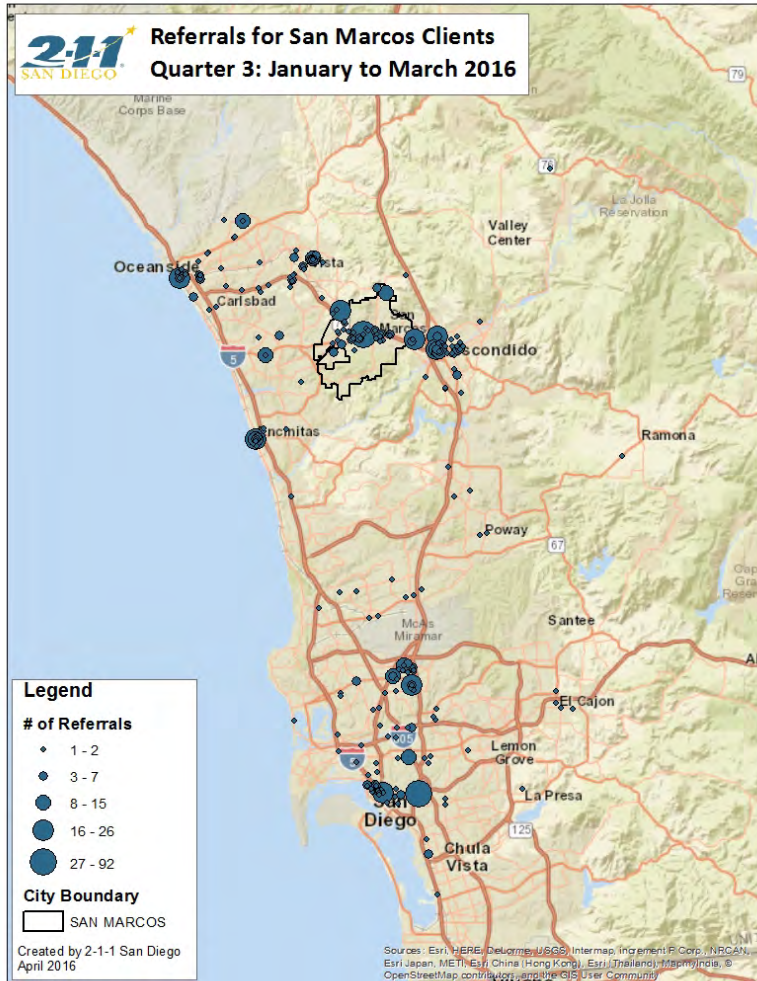 2-1-1
SAN DIEGO
Referrals for San Marcos Clients
Quarter 3: January to March 2016
Marine
Corps Base
79
76
La Jolla
Reservation
Valley
Center
Oceanside
Vista
Carlsbad
San
Marcos
Escondido
5
Encinitas
Ramona
Poway
67
Santee
Miramar
El Cajon
Lemon
Grove
La Presa
San
Diego
125
Chula
Vista
Legend
# of Referrals
1 - 2
3 - 7
8 - 15
16 - 26
27 - 92
City Boundary
SAN MARCOS
Created by 2-1-1 San Diego
April 2016
Sources: Esri, HERE, DeLorme, USGS, Intermap, increment P Corp., NRCAN,
Esri Japan, METI, Esri China (Hong Kong), Esri (Thailand), MapmyIndia, ©
OpenStreetMap contributors, and the GIS User Community